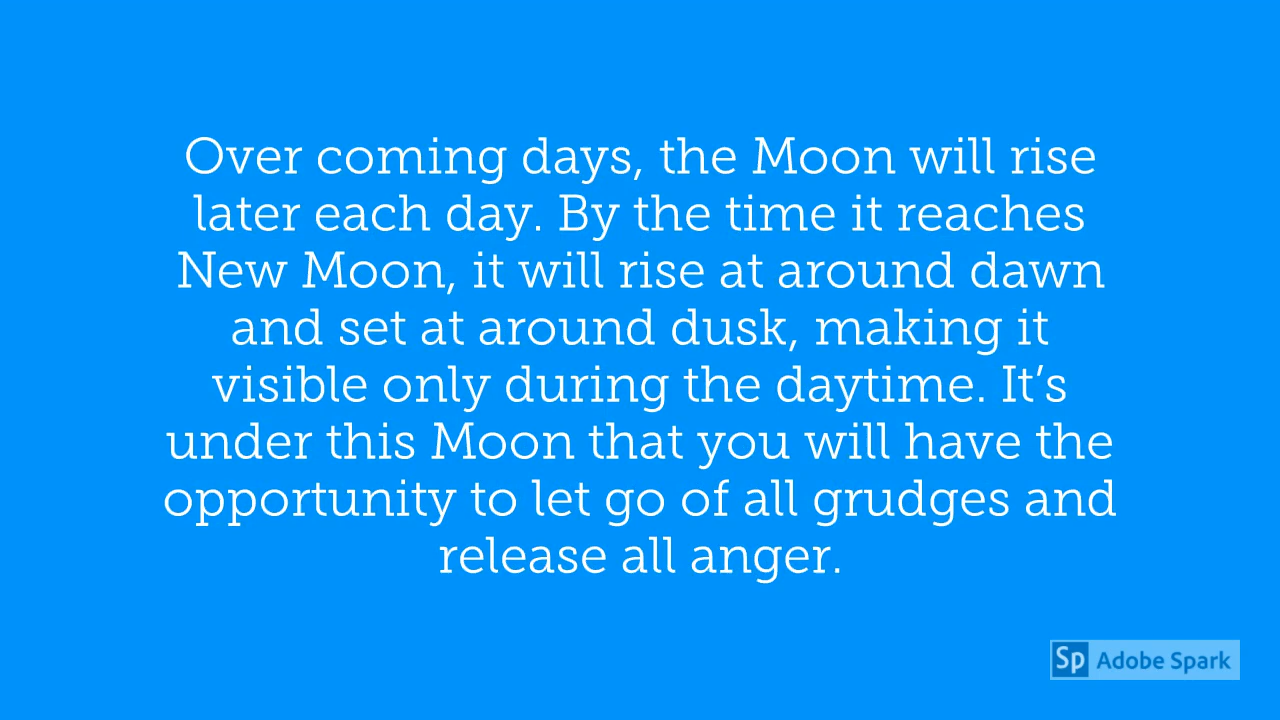 Over coming days, the Moon will rise
later each day. By the time it reaches
New Moon, it will rise at around dawn
and set at around dusk, making it
visible only during the daytime. It’s
under this Moon that you will have the
opportunity to let go of all grudges and
release all anger.
Sp Adobe Spark